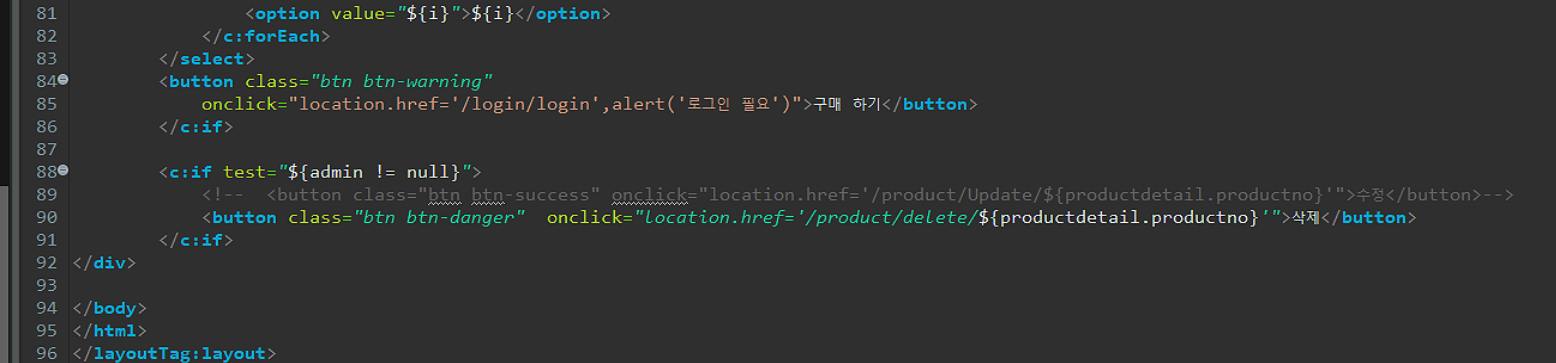 81 <option value="${i}">${i}</option>
82 </c:forEach>
83 </select>
84 <button class="btn btn-warning"
85 onclick="location.href='/login/login',alert('로그인 필요')">구매 하기</button>
86 </c:if>
87
88 <c:if test="${admin != null}">
89 <!--  <button class="btn btn-success" onclick="location.href='/product/Update/${productdetail.productno}'">수정</button>-->
90 <button class="btn btn-danger"  onclick="location.href='/product/delete/${productdetail.productno}'">삭제</button>
91 </c:if>
92 </div>
93
94 </body>
95 </html>
96 </layoutTag:layout>